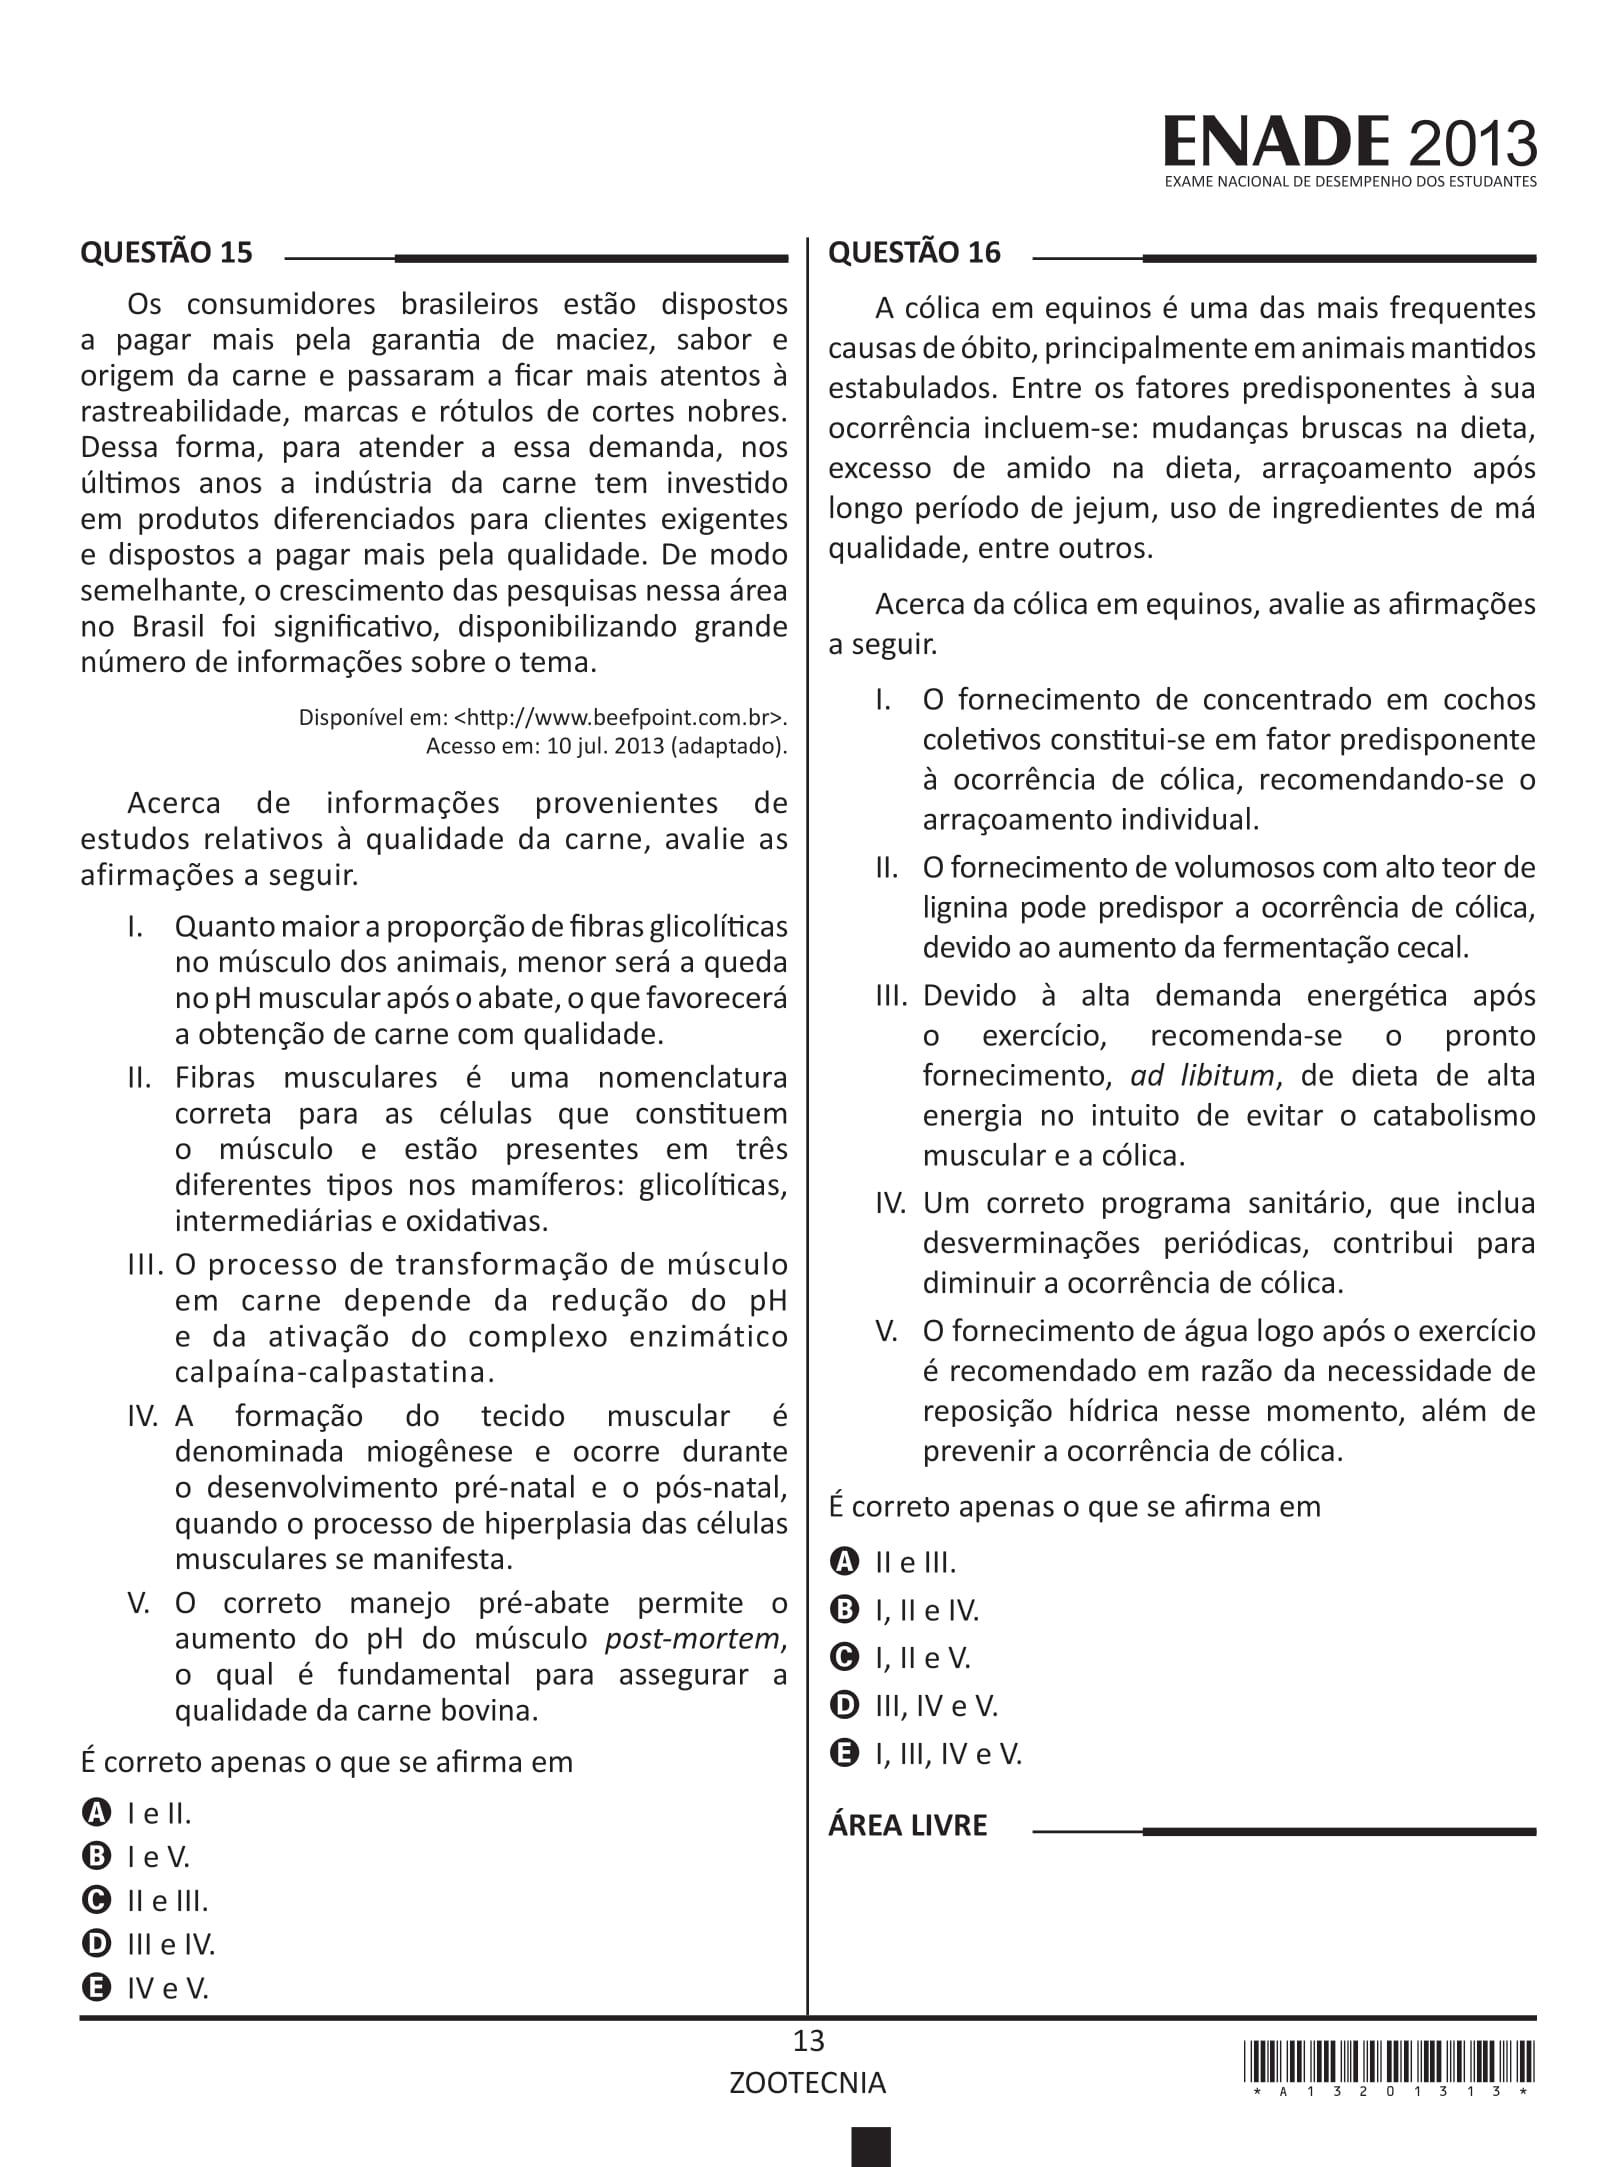 ENADE 2013
EXAME NACIONAL DE DESEMPENHO DOS ESTUDANTES
QUESTÃO 15
Os consumidores brasileiros estão dispostos
a pagar mais pela garantia de maciez, sabor e
origem da carne e passaram a ficar mais atentos à
rastreabilidade, marcas e rótulos de cortes nobres.
Dessa forma, para atender a essa demanda, nos
últimos anos a indústria da carne tem investido
em produtos diferenciados para clientes exigentes
e dispostos a pagar mais pela qualidade. De modo
semelhante, o crescimento das pesquisas nessa área
no Brasil foi significativo, disponibilizando grande
número de informações sobre o tema.
Disponível em: <http://www.beefpoint.com.br>.
Acesso em: 10 jul. 2013 (adaptado).
Acerca de informações provenientes de
estudos relativos à qualidade da carne, avalie as
afirmações a seguir.
I. Quanto maior a proporção de fibras glicolíticas
no músculo dos animais, menor será a queda
no pH muscular após o abate, o que favorecerá
a obtenção de carne com qualidade.
II. Fibras musculares é uma nomenclatura
correta para as células que constituem
o músculo e estão presentes em três
diferentes tipos nos mamíferos: glicolíticas,
intermediárias e oxidativas.
III. O processo de transformação de músculo
em carne depende da redução do pH
e da ativação do complexo enzimático
calpaína-calpastatina.
IV. A formação do tecido muscular é
denominada miogênese e ocorre durante
o desenvolvimento pré-natal e o pós-natal,
quando o processo de hiperplasia das células
musculares se manifesta.
V. O correto manejo pré-abate permite o
aumento do pH do músculo post-mortem,
o qual é fundamental para assegurar a
qualidade da carne bovina.
É correto apenas o que se afirma em
A I e II.
B I e V.
C II e III.
D III e IV.
E IV e V.
QUESTÃO 16
A cólica em equinos é uma das mais frequentes
causas de óbito, principalmente em animais mantidos
estabulados. Entre os fatores predisponentes à sua
ocorrência incluem-se: mudanças bruscas na dieta,
excesso de amido na dieta, arraçoamento após
longo período de jejum, uso de ingredientes de má
qualidade, entre outros.
Acerca da cólica em equinos, avalie as afirmações
a seguir.
I. O fornecimento de concentrado em cochos
coletivos constitui-se em fator predisponente
à ocorrência de cólica, recomendando-se o
arraçoamento individual.
II. O fornecimento de volumosos com alto teor de
lignina pode predispor a ocorrência de cólica,
devido ao aumento da fermentação cecal.
III. Devido à alta demanda energética após
o exercício, recomenda-se o pronto
fornecimento, ad libitum, de dieta de alta
energia no intuito de evitar o catabolismo
muscular e a cólica.
IV. Um correto programa sanitário, que inclua
desverminações periódicas, contribui para
diminuir a ocorrência de cólica.
V. O fornecimento de água logo após o exercício
é recomendado em razão da necessidade de
reposição hídrica nesse momento, além de
prevenir a ocorrência de cólica.
É correto apenas o que se afirma em
A II e III.
B I, II e IV.
C I, II e V.
D III, IV e V.
E I, III, IV e V.
ÁREA LIVRE
13
ZOOTECNIA
* A 1 3 2 0 1 3 1 3 *